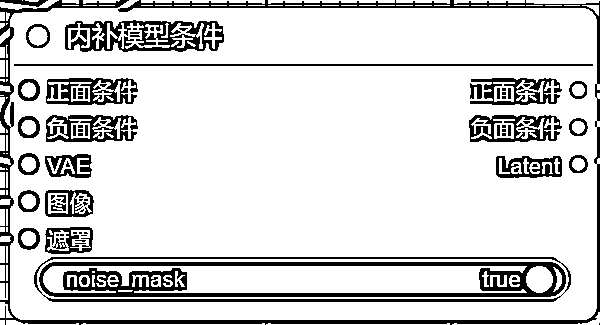 内补模型条件
正面条件 正面条件
负面条件 负面条件
VAE Latent
图像
遮罩
noise_mask true